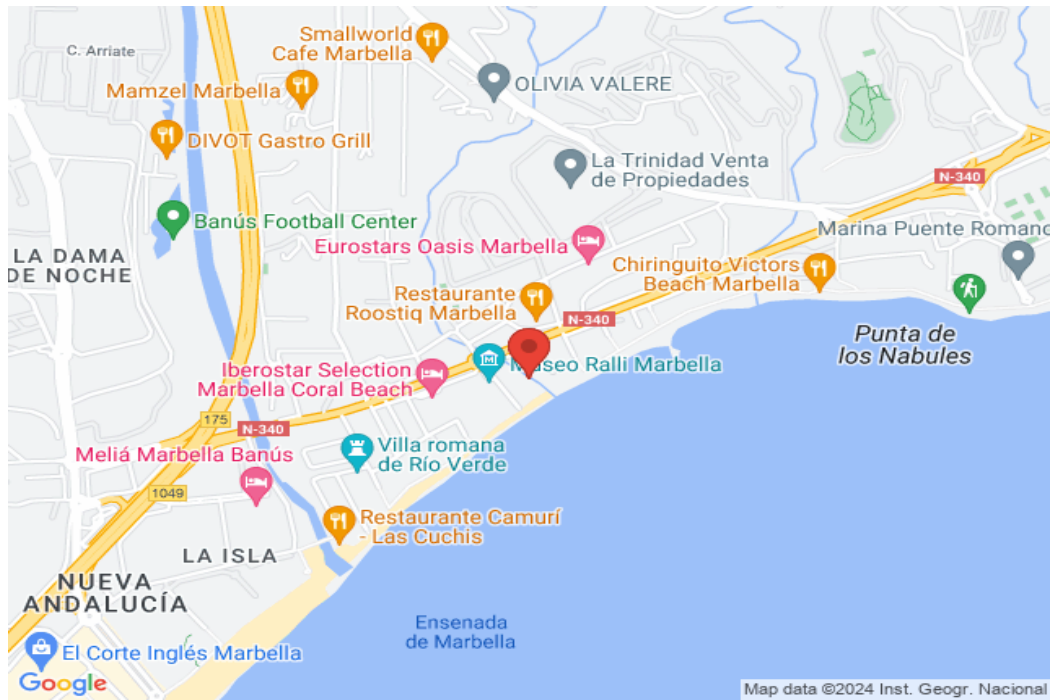 C. Arriate
Smallworld
Cafe Marbella
Mamzel Marbella
OLIVIA VALERE
DIVOT Gastro Grill
La Trinidad Venta
de Propiedades
N-340
Banús Football Center
Marina Puente Romano
Eurostars Oasis Marbella
LA DAMA
DE NOCHE
Chiringuito Victors
Beach Marbella
Restaurante
Roostiq Marbella
N-340
Punta de
los Nabules
Museo Ralli Marbella
Iberostar Selection
Marbella Coral Beach
175
N-340
Villa romana
de Río Verde
Meliá Marbella Banús
1049
Restaurante Camurí
- Las Cuchis
LA ISLA
NUEVA
ANDALUCÍA
Ensenada
de Marbella
El Corte Inglés Marbella
Google
Map data ©2024 Inst. Geogr. Nacional